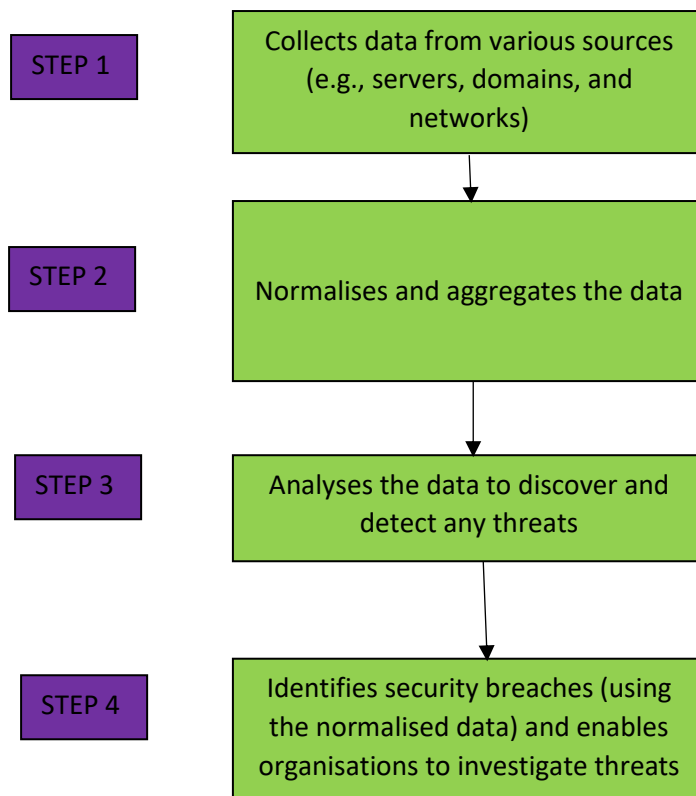 STEP 1
Collects data from various sources
(e.g., servers, domains, and
networks)
STEP 2
Normalises and aggregates the data
STEP 3
Analyses the data to discover and
detect any threats
STEP 4
Identifies security breaches (using
the normalised data) and enables
organisations to investigate threats